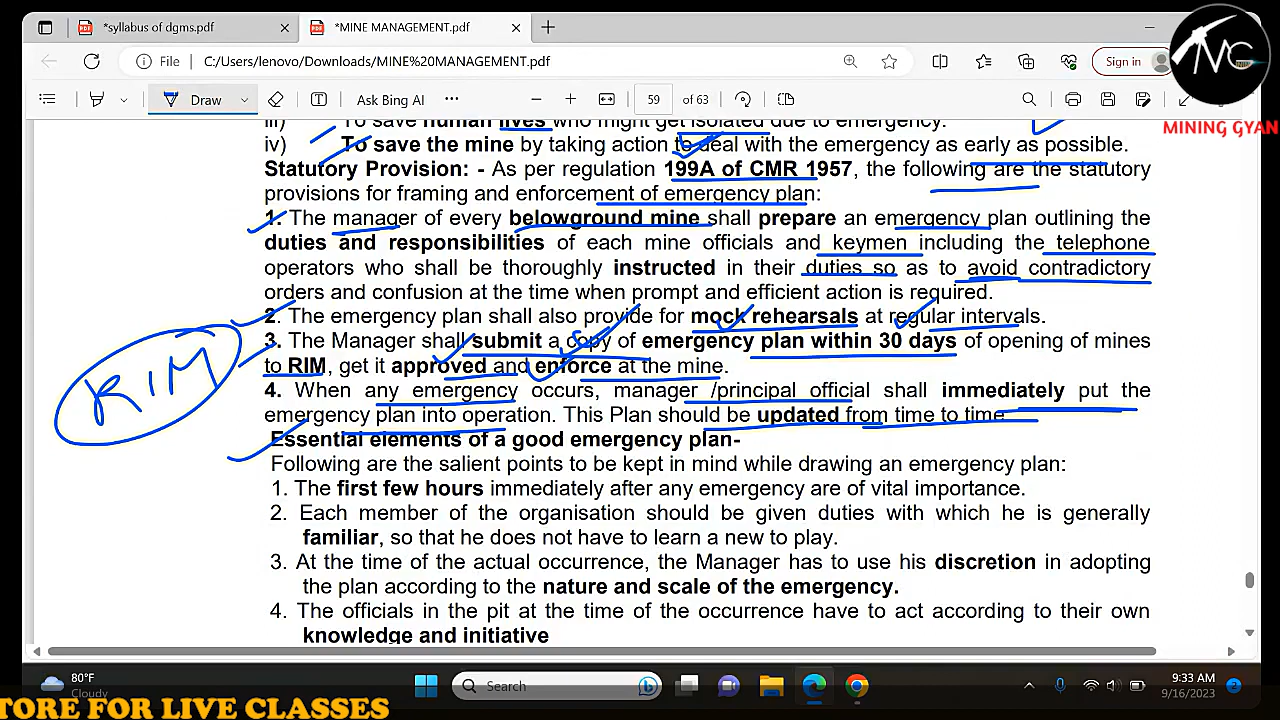 *syllabus of dgms.pdf
*MINE MANAGEMENT.pdf
File C:/Users/lenovo/Downloads/MINE%20MANAGEMENT.pdf
Sign in
Draw
Ask Bing AI
59 of 63
MC
MINING GYAN
iii) To save human lives who might get isolated due to emergency.
iv) To save the mine by taking action to deal with the emergency as early as possible.
Statutory Provision: - As per regulation 199A of CMR 1957, the following are the statutory
provisions for framing and enforcement of emergency plan:
1. The manager of every belowground mine shall prepare an emergency plan outlining the
duties and responsibilities of each mine officials and keymen including the telephone
operators who shall be thoroughly instructed in their duties so as to avoid contradictory
orders and confusion at the time when prompt and efficient action is required.
2. The emergency plan shall also provide for mock rehearsals at regular intervals.
3. The Manager shall submit a copy of emergency plan within 30 days of opening of mines
to RIM, get it approved and enforce at the mine.
RIM
4. When any emergency occurs, manager /principal official shall immediately put the
emergency plan into operation. This Plan should be updated from time to time
Essential elements of a good emergency plan-
Following are the salient points to be kept in mind while drawing an emergency plan:
1. The first few hours immediately after any emergency are of vital importance.
2. Each member of the organisation should be given duties with which he is generally
familiar, so that he does not have to learn a new to play.
3. At the time of the actual occurrence, the Manager has to use his discretion in adopting
the plan according to the nature and scale of the emergency.
4. The officials in the pit at the time of the occurrence have to act according to their own
knowledge and initiative
80°F
Cloudy
Search
9:33 AM
9/16/2023
2
TORE FOR LIVE CLASSES